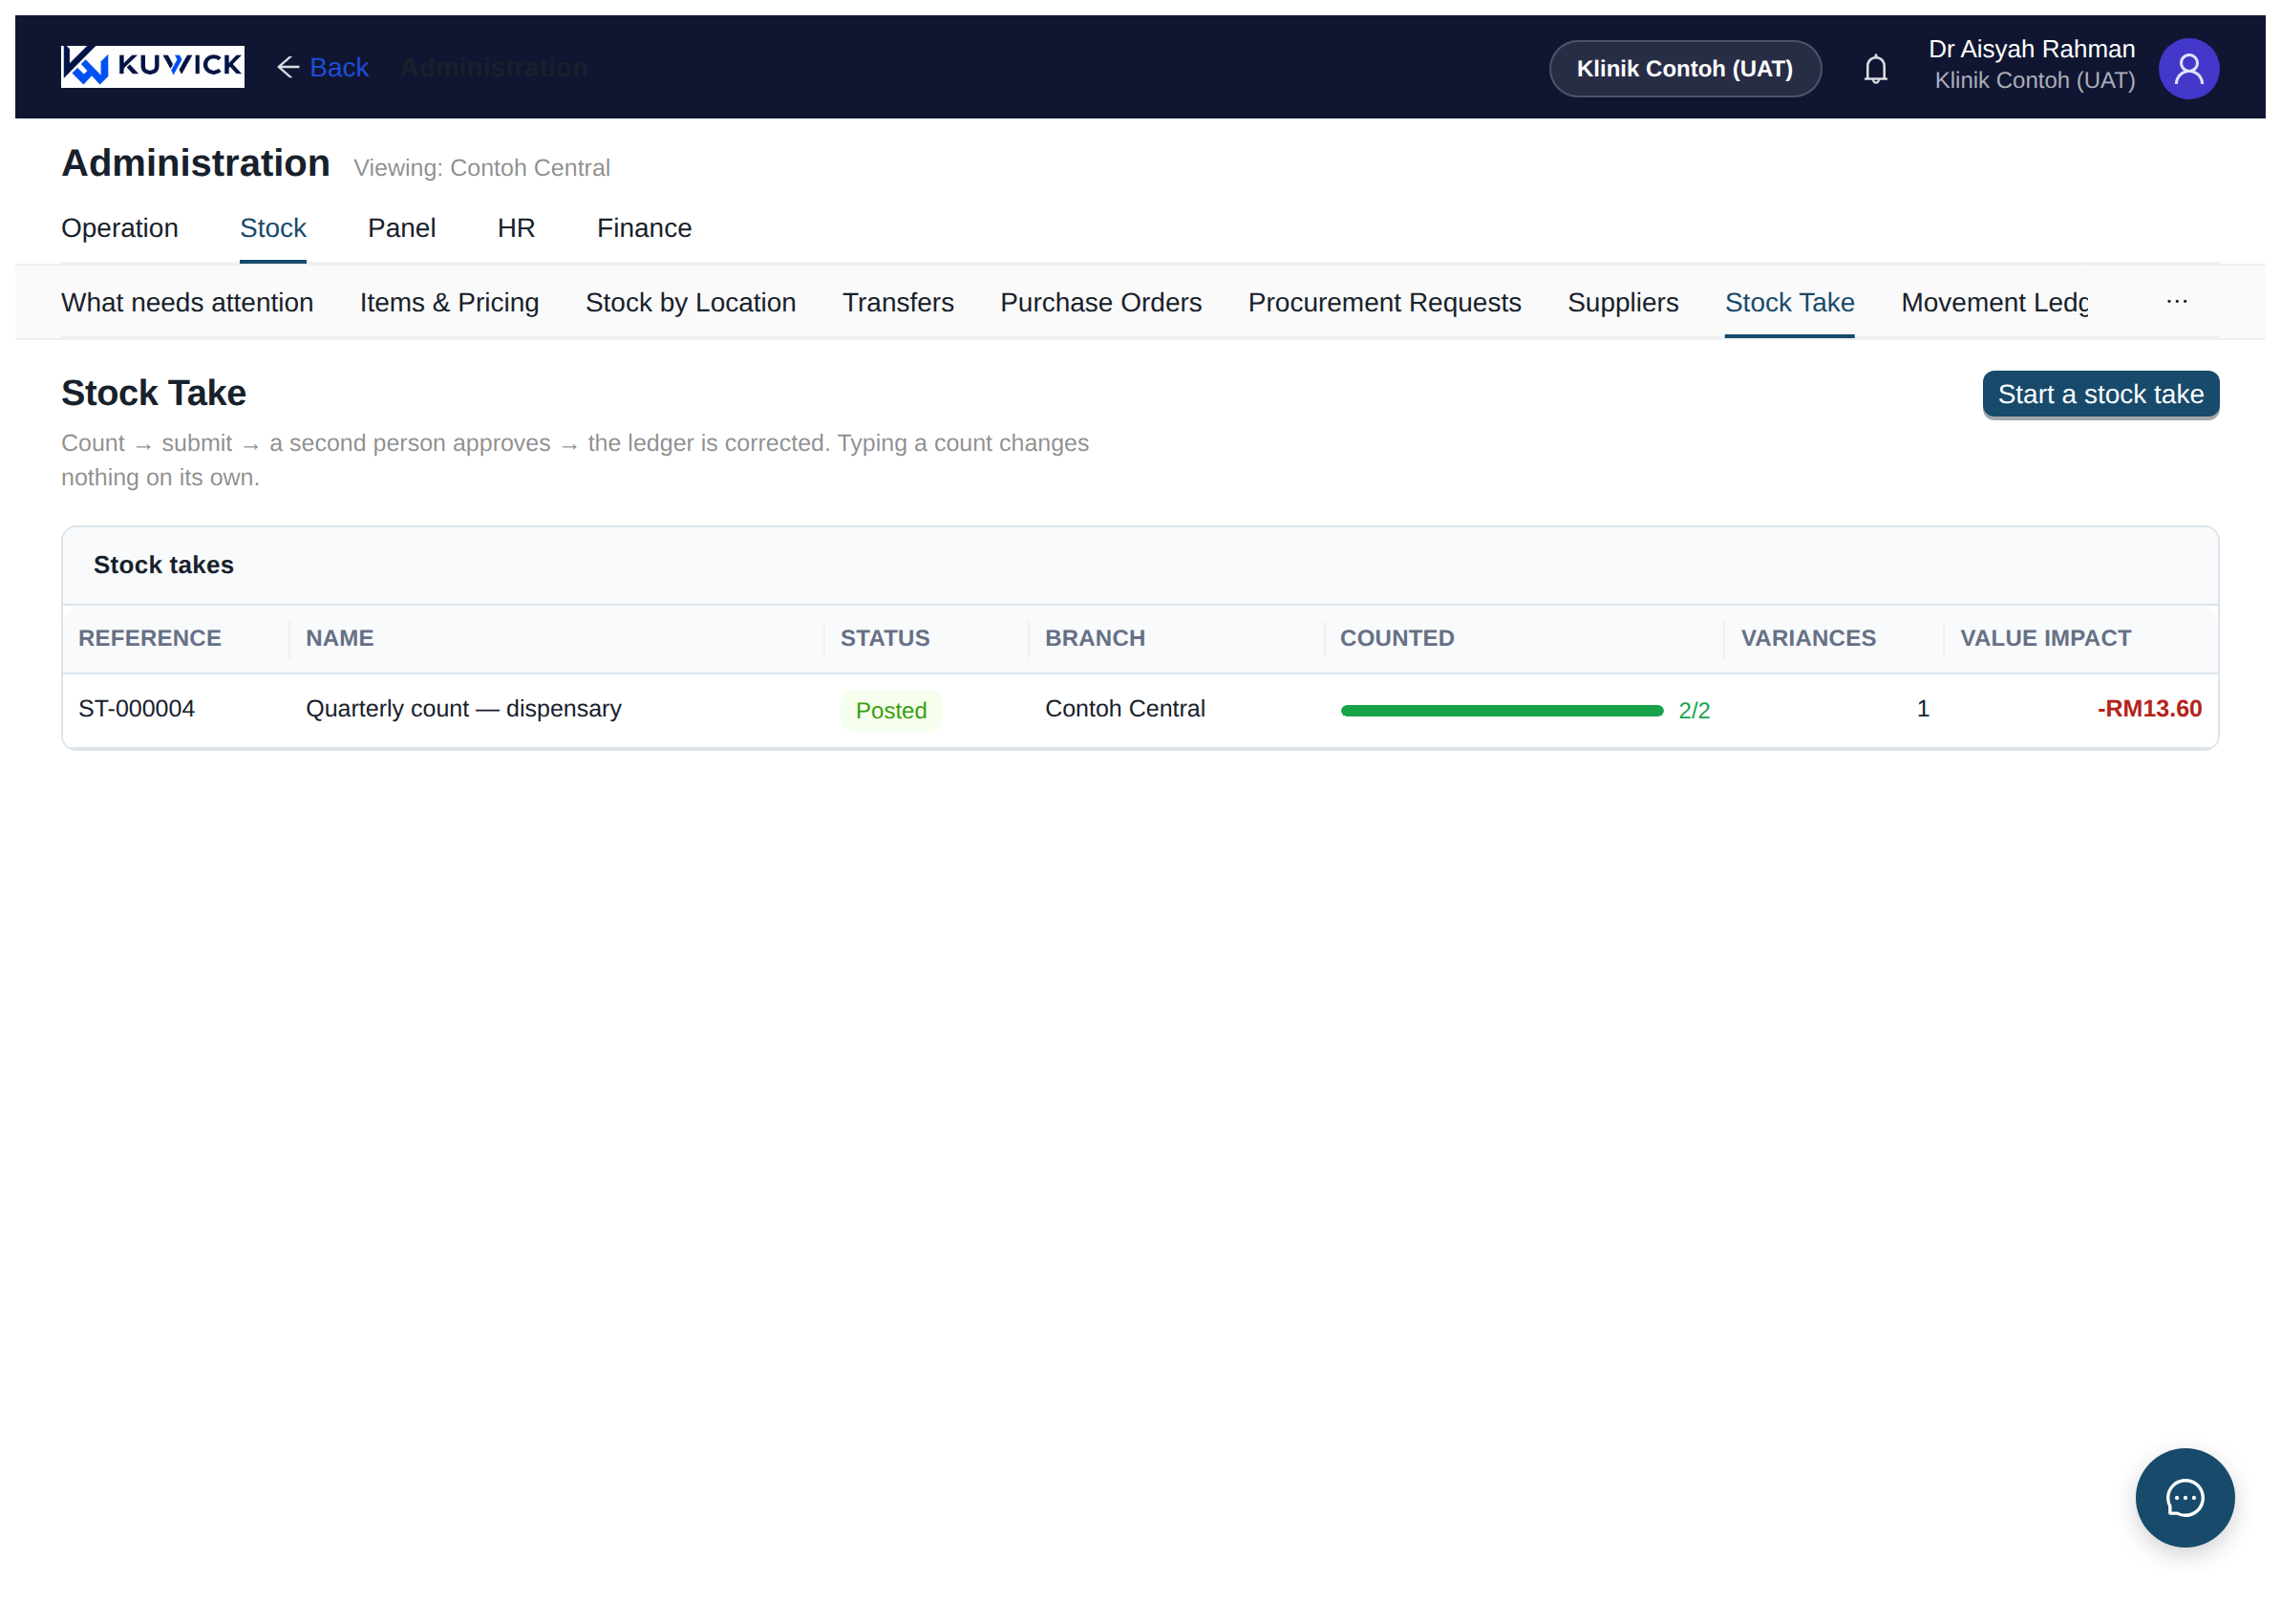 KUWICK
Back Administration
Klinik Contoh (UAT)
Dr Aisyah Rahman
Klinik Contoh (UAT)
Administration Viewing: Contoh Central
Operation Stock Panel HR Finance
What needs attention Items & Pricing Stock by Location Transfers Purchase Orders Procurement Requests Suppliers Stock Take Movement Ledg ...
Stock Take
Start a stock take
Count → submit → a second person approves → the ledger is corrected. Typing a count changes
nothing on its own.
Stock takes
REFERENCE NAME STATUS BRANCH COUNTED VARIANCES VALUE IMPACT
ST-000004 Quarterly count — dispensary Posted Contoh Central 2/2 1 -RM13.60